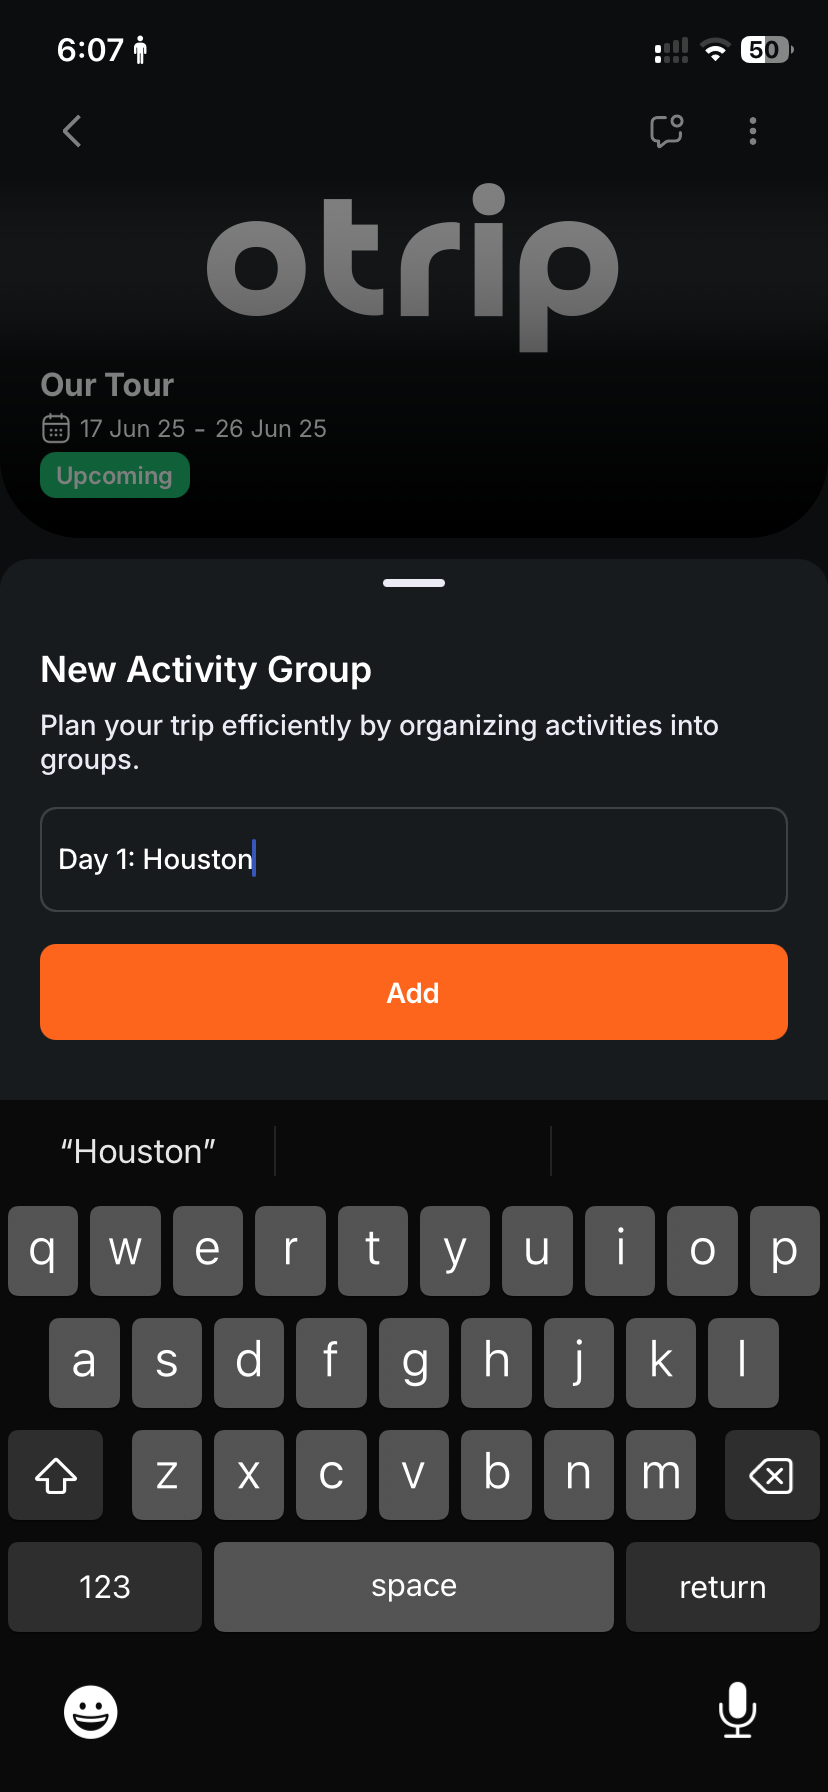 6:07
50
otrip
Our Tour
17 Jun 25 - 26 Jun 25
Upcoming
New Activity Group
Plan your trip efficiently by organizing activities into
groups.
Day 1: Houston
Add
“Houston”
q w e r t y u i o p
a s d f g h j k l
z x c v b n m
123 space return